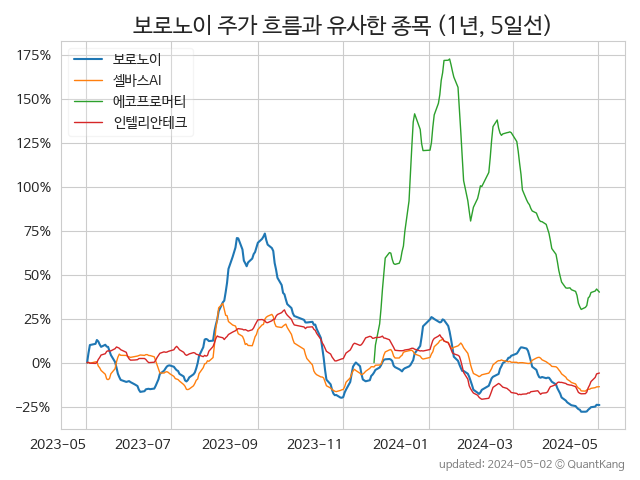 보로노이 주가 흐름과 유사한 종목 (1년, 5일선)
보로노이
셀바스AI
에코프로머티
인텔리안테크
175%
150%
125%
100%
75%
50%
25%
0%
−25%
2023-05
2023-07
2023-09
2023-11
2024-01
2024-03
2024-05
updated: 2024-05-02 © QuantKang